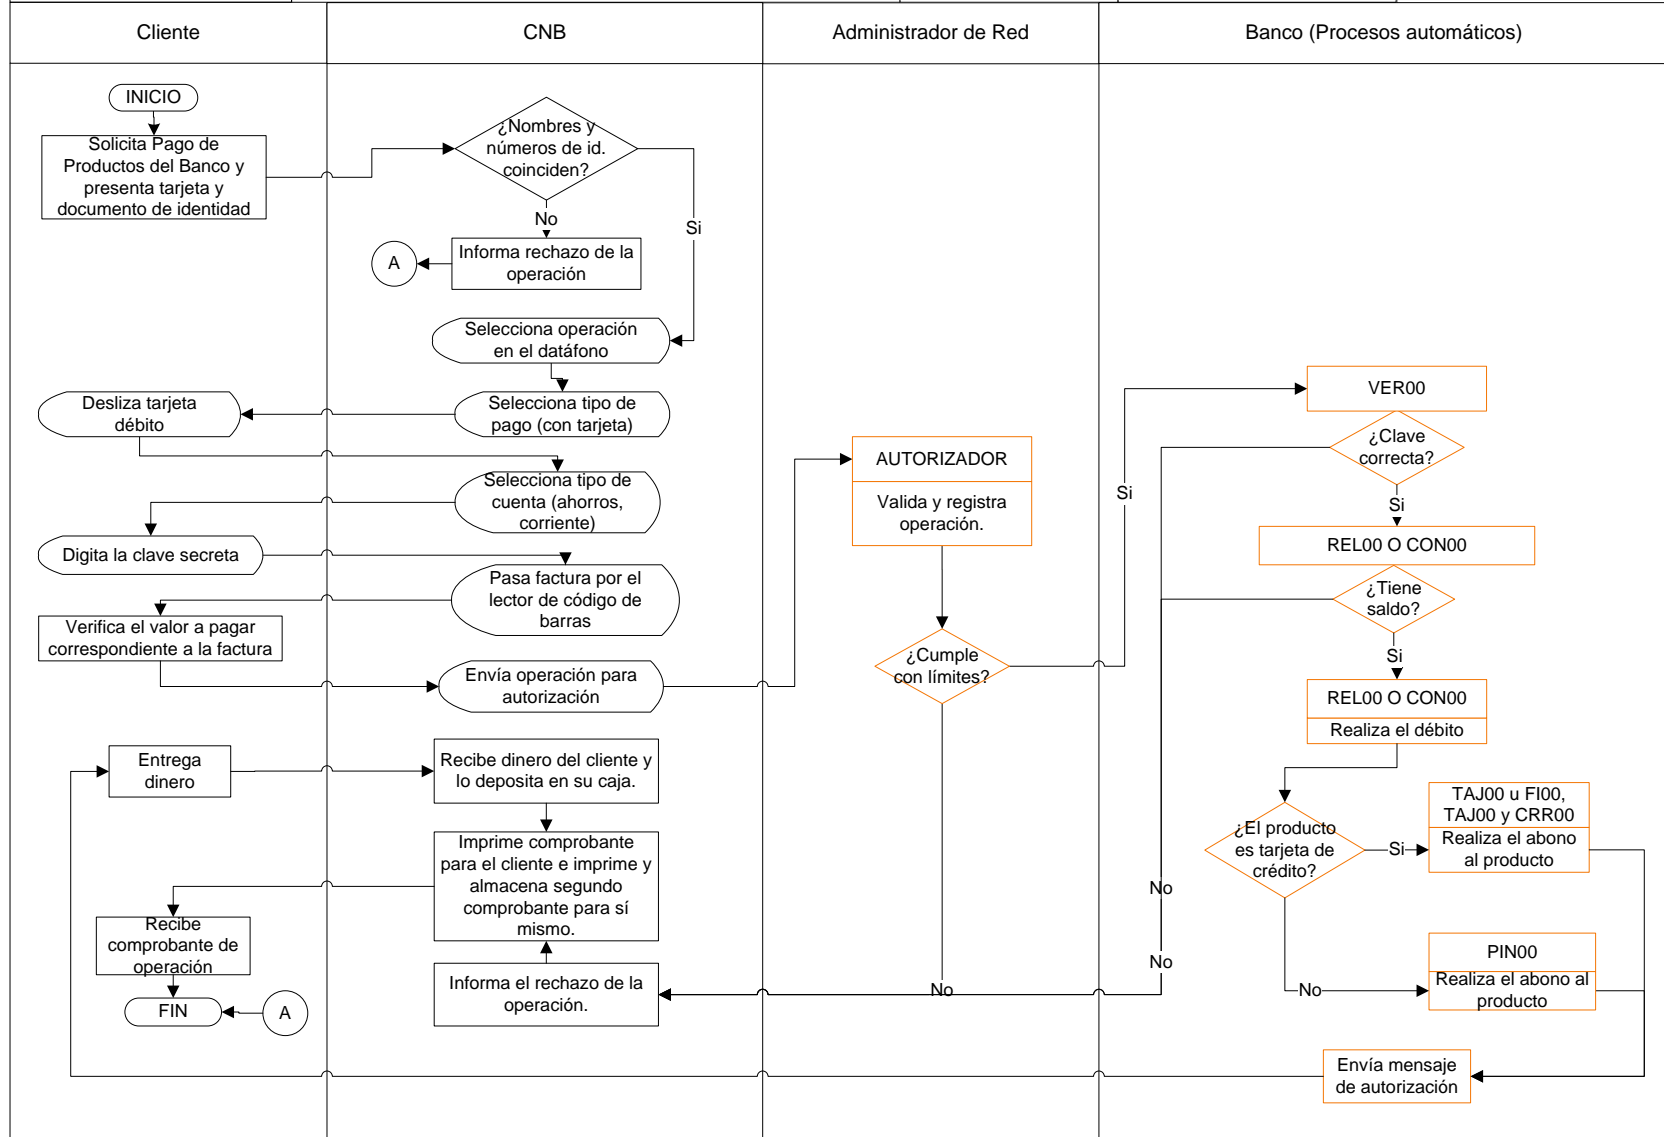 Cliente
CNB
Administrador de Red
Banco (Procesos automáticos)
INICIO
Solicita Pago de
Productos del Banco y
presenta tarjeta y
documento de identidad
¿Nombres y
números de id.
coinciden?
No
Si
Informa rechazo de la
operación
A
Selecciona operación
en el datáfono
Selecciona tipo de
pago (con tarjeta)
Desliza tarjeta
débito
Selecciona tipo de
cuenta (ahorros,
corriente)
Digita la clave secreta
Pasa factura por el
lector de código de
barras
Verifica el valor a pagar
correspondiente a la factura
Envía operación para
autorización
AUTORIZADOR
Valida y registra
operación.
¿Cumple
con límites?
Si
No
VER00
¿Clave
correcta?
Si
REL00 O CON00
¿Tiene
saldo?
Si
REL00 O CON00
Realiza el débito
¿El producto
es tarjeta de
crédito?
Si
TAJ00 u FI00,
TAJ00 y CRR00
Realiza el abono
al producto
No
No
No
PIN00
Realiza el abono al
producto
Envía mensaje
de autorización
Entrega
dinero
Recibe dinero del cliente y
lo deposita en su caja.
Imprime comprobante
para el cliente e imprime y
almacena segundo
comprobante para sí
mismo.
Informa el rechazo de la
operación.
Recibe
comprobante de
operación
FIN
A